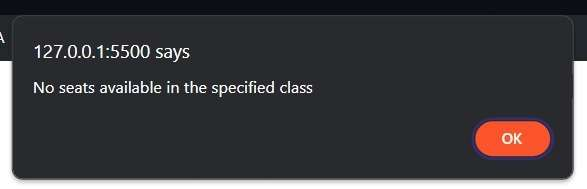 A
127.0.0.1:5500 says
No seats available in the specified class
OK